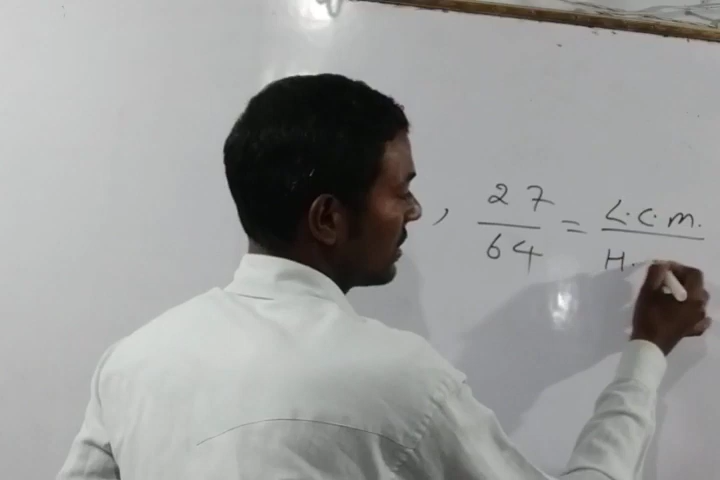 , 27/64 = L.C.M./H.